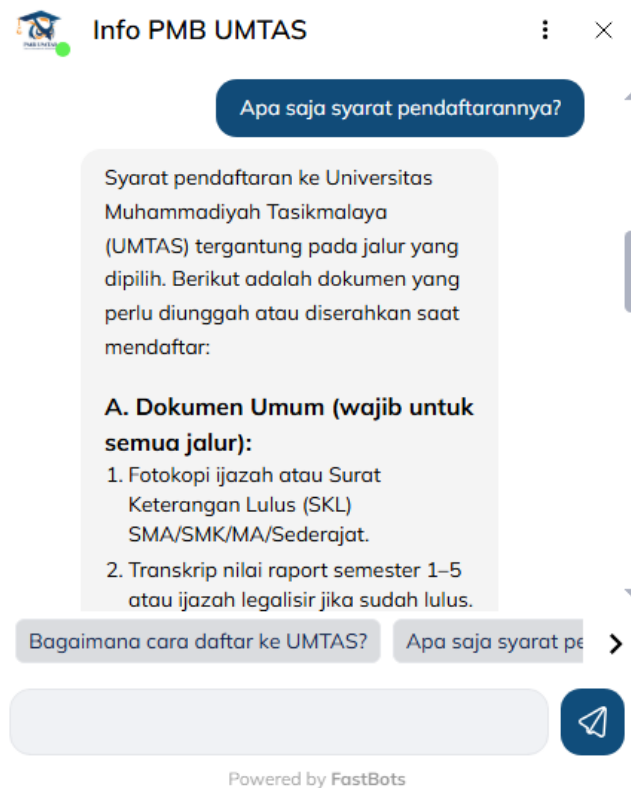 PMB UMTAS
Info PMB UMTAS
Apa saja syarat pendaftarannya?
Syarat pendaftaran ke Universitas
Muhammadiyah Tasikmalaya
(UMTAS) tergantung pada jalur yang
dipilih. Berikut adalah dokumen yang
perlu diunggah atau diserahkan saat
mendaftar:
A. Dokumen Umum (wajib untuk
semua jalur):
1. Fotokopi ijazah atau Surat
Keterangan Lulus (SKL)
SMA/SMK/MA/Sederajat.
2. Transkrip nilai raport semester 1–5
atau ijazah legalisir jika sudah lulus.
Bagaimana cara daftar ke UMTAS?
Apa saja syarat pe
Powered by FastBots